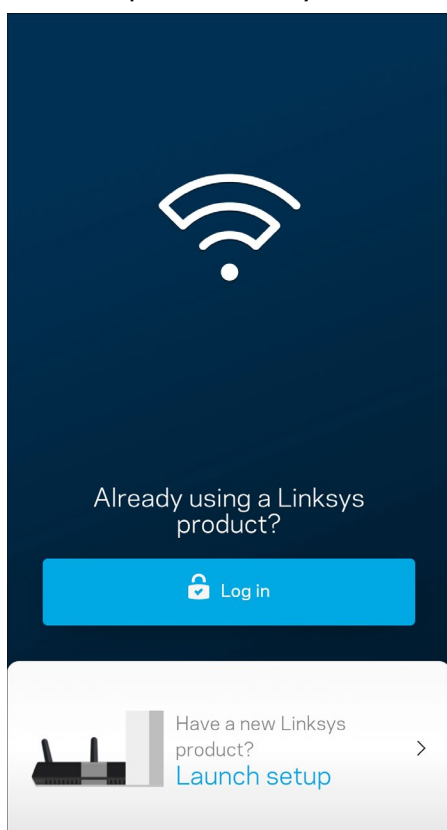 Already using a Linksys
product?
Log in
Have a new Linksys
product?
Launch setup